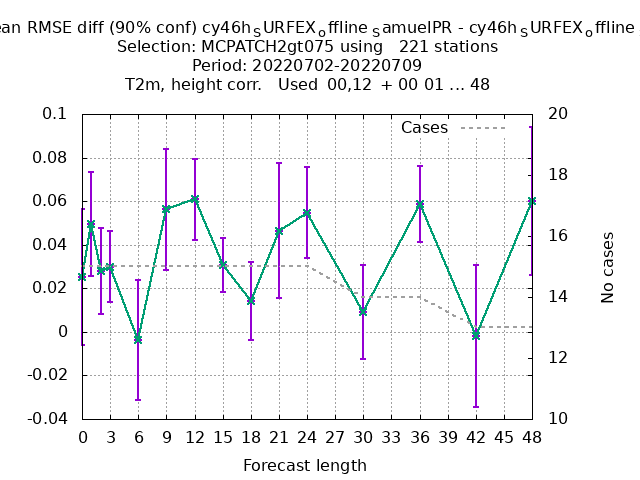 ean RMSE diff (90% conf) cy46h_SURFEX_offline_SamuelPR - cy46h_SURFEX_offline
Selection: MCPATCH2gt075 using 221 stations
Period: 20220702-20220709
T2m, height corr. Used 00,12 + 00 01 ... 48
0.1
0.08
0.06
0.04
0.02
0
-0.02
-0.04
Cases
20
18
16
14
12
10
No cases
0 3 6 9 12 15 18 21 24 27 30 33 36 39 42 45 48
Forecast length